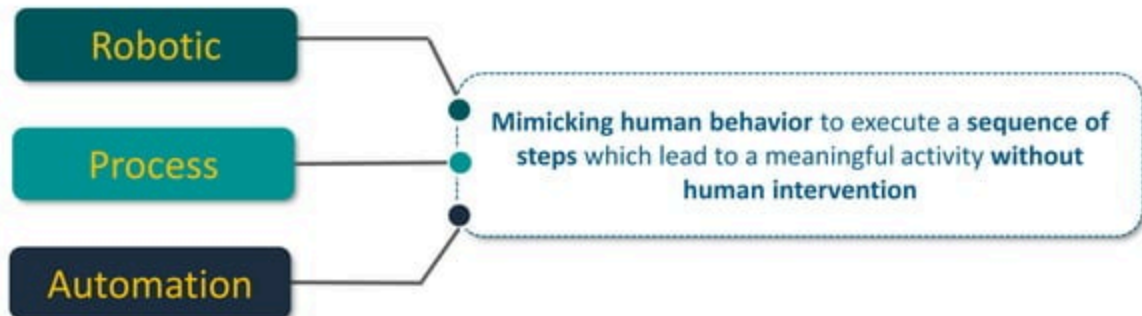 Robotic
Process
Automation
Mimicking human behavior to execute a sequence of
steps which lead to a meaningful activity without
human intervention